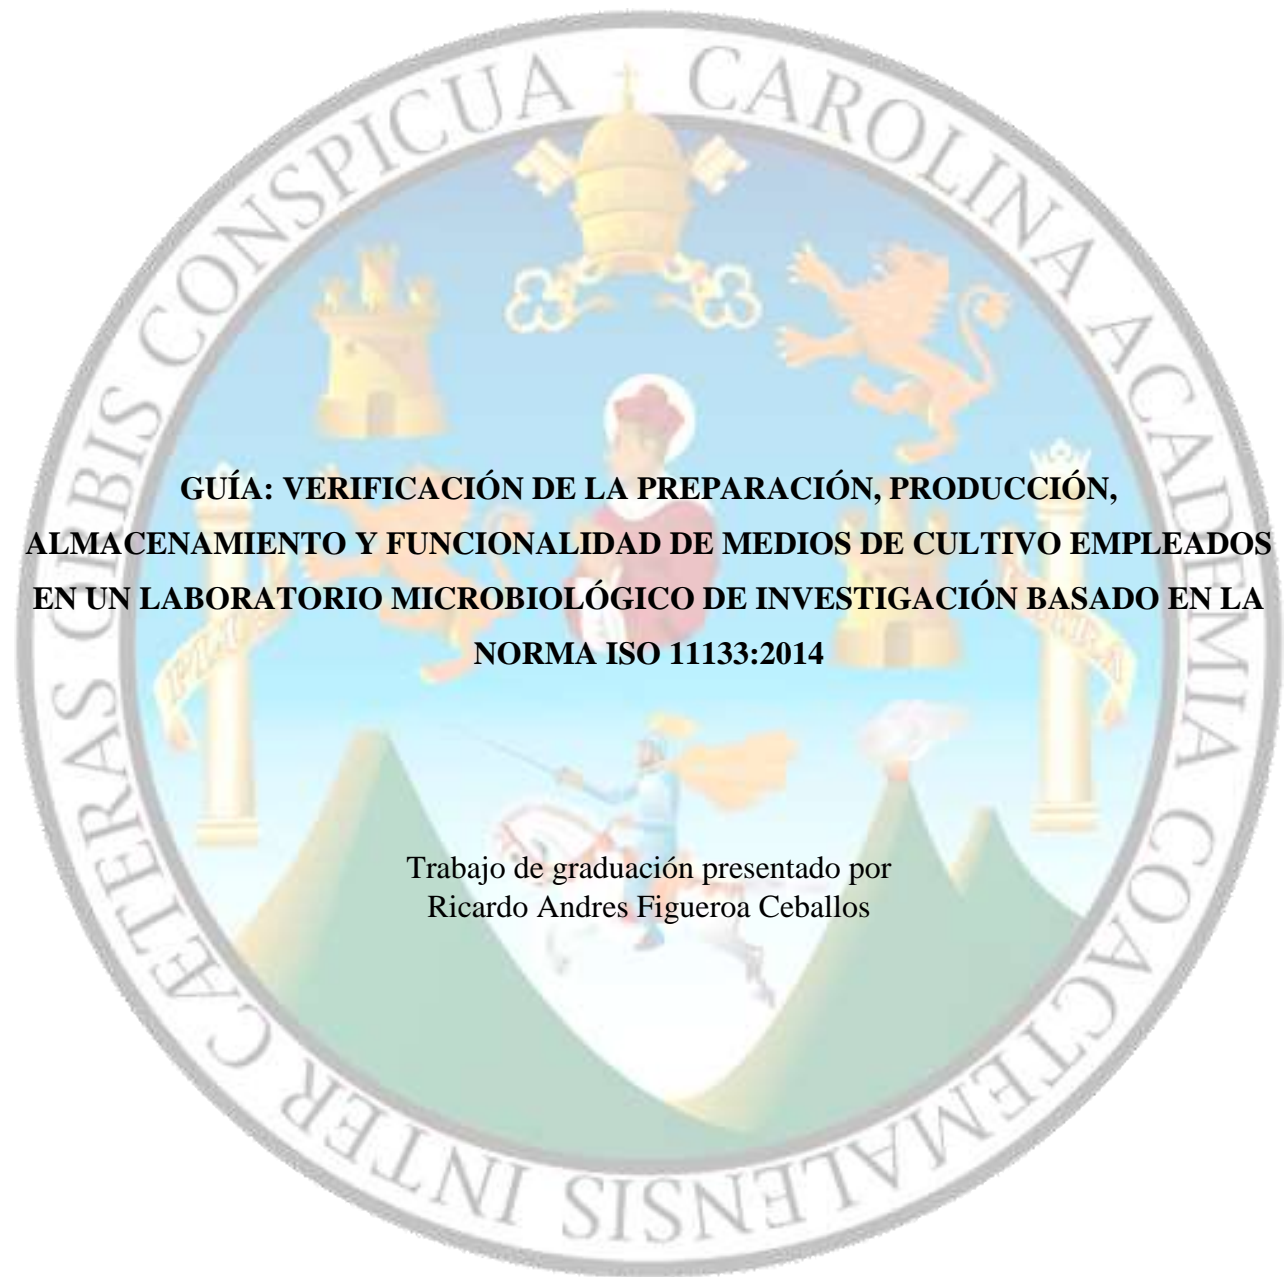 CAROLINA ACADEMIA COACTEMALENSIS INTER CÆTERAS ORBIS CONSPICUA
GUÍA: VERIFICACIÓN DE LA PREPARACIÓN, PRODUCCIÓN,
ALMACENAMIENTO Y FUNCIONALIDAD DE MEDIOS DE CULTIVO EMPLEADOS
EN UN LABORATORIO MICROBIOLÓGICO DE INVESTIGACIÓN BASADO EN LA
NORMA ISO 11133:2014
Trabajo de graduación presentado por
Ricardo Andres Figueroa Ceballos